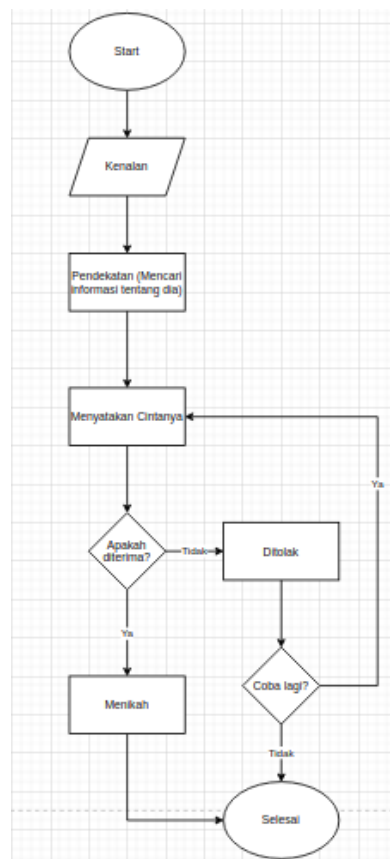 Start
Kenalan
Pendekatan (Mencari
informasi tentang dia)
Menyatakan Cintanya
Ya
Apakah
diterima?
Tidak
Ditolak
Ya
Coba lagi?
Menikah
Tidak
Selesai